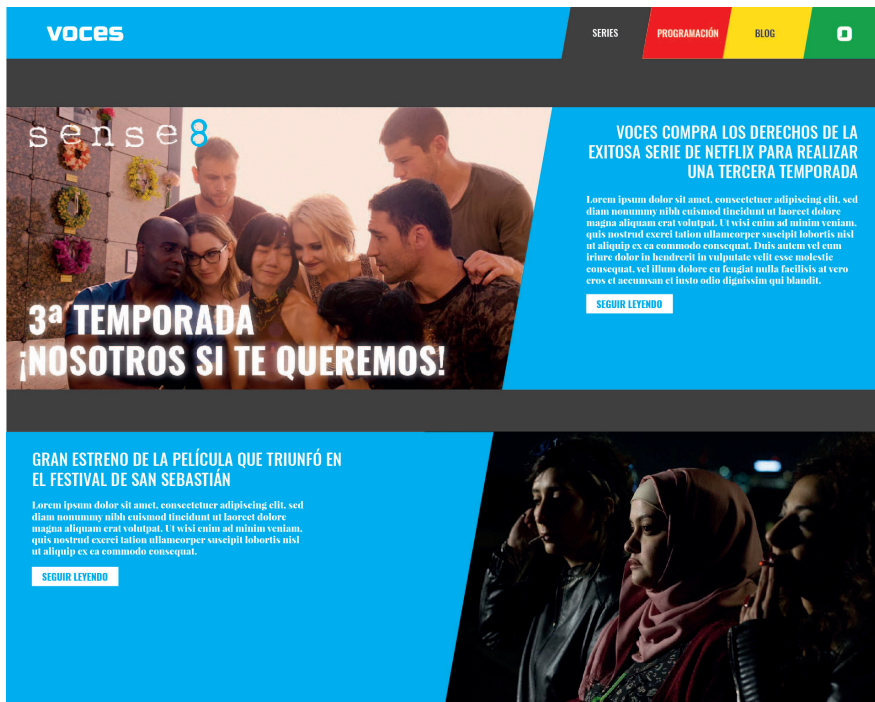 voces
SERIES
PROGRAMACIÓN
BLOG
sense8
3ª TEMPORADA
¡NOSOTROS SI TE QUEREMOS!
VOCES COMPRA LOS DERECHOS DE LA
EXITOSA SERIE DE NETFLIX PARA REALIZAR
UNA TERCERA TEMPORADA
Lorem ipsum dolor sit amet, consectetuer adipiscing elit, sed
diam nonummy nibh euismod tincidunt ut laoreet dolore
magna aliquam erat volutpat. Ut wisi enim ad minim veniam,
quis nostrud exerci tation ullamcorper suscipit lobortis nisl
ut aliquip ex ea commodo consequat. Duis autem vel eum
iriure dolor in hendrerit in vulputate velit esse molestie
consequat, vel illum dolore eu feugiat nulla facilisis at vero
eros et accumsan et iusto odio dignissim qui blandit.
SEGUIR LEYENDO
GRAN ESTRENO DE LA PELÍCULA QUE TRIUNFÓ EN
EL FESTIVAL DE SAN SEBASTIÁN
Lorem ipsum dolor sit amet, consectetuer adipiscing elit, sed
diam nonummy nibh euismod tincidunt ut laoreet dolore
magna aliquam erat volutpat. Ut wisi enim ad minim veniam,
quis nostrud exerci tation ullamcorper suscipit lobortis nisl
ut aliquip ex ea commodo consequat.
SEGUIR LEYENDO